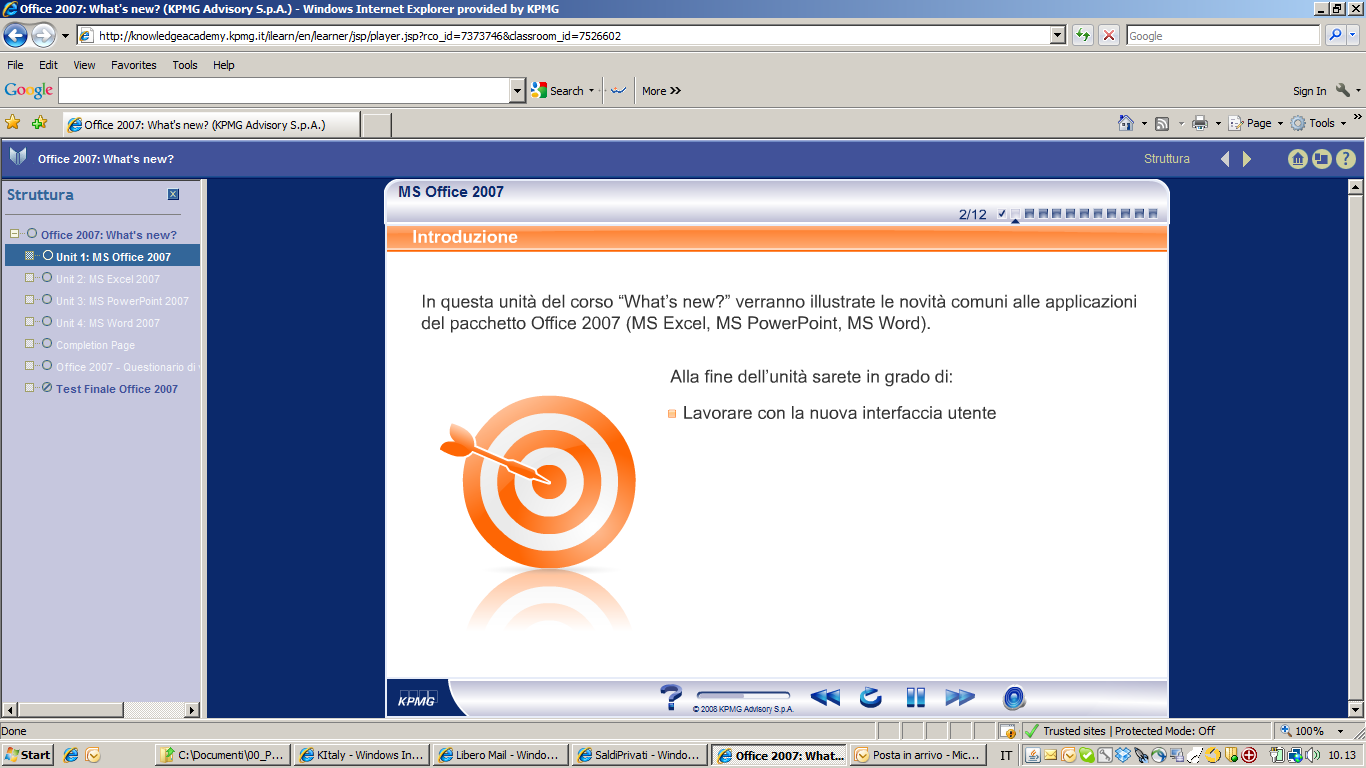 Office 2007: What's new? (KPMG Advisory S.p.A.) - Windows Internet Explorer provided by KPMG
http://knowledgeacademy.kpmg.it/ilearn/en/learner/jsp/player.jsp?rco_id=7373746&classroom_id=7526602
Google
File Edit View Favorites Tools Help
Google Search More >> Sign In
Office 2007: What's new? (KPMG Advisory S.p.A.) Page Tools >>
Office 2007: What's new? Struttura
Struttura
Office 2007: What's new?
Unit 1: MS Office 2007
Unit 2: MS Excel 2007
Unit 3: MS PowerPoint 2007
Unit 4: MS Word 2007
Completion Page
Office 2007 - Questionario di
Test Finale Office 2007
MS Office 2007
2/12
Introduzione
In questa unità del corso “What’s new?” verranno illustrate le novità comuni alle applicazioni
del pacchetto Office 2007 (MS Excel, MS PowerPoint, MS Word).
Alla fine dell’unità sarete in grado di:
Lavorare con la nuova interfaccia utente
KPMG
© 2008 KPMG Advisory S.p.A.
Done Trusted sites | Protected Mode: Off 100%
Start C:\Documenti\00_P... KItaly - Windows In... Libero Mail - Windo... SaldiPrivati - Windo... Office 2007: What... Posta in arrivo - Mic... IT 10.13